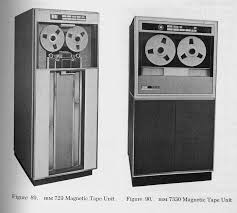 Figure 89. IBM 729 Magnetic Tape Unit
Figure 90. IBM 7330 Magnetic Tape Unit